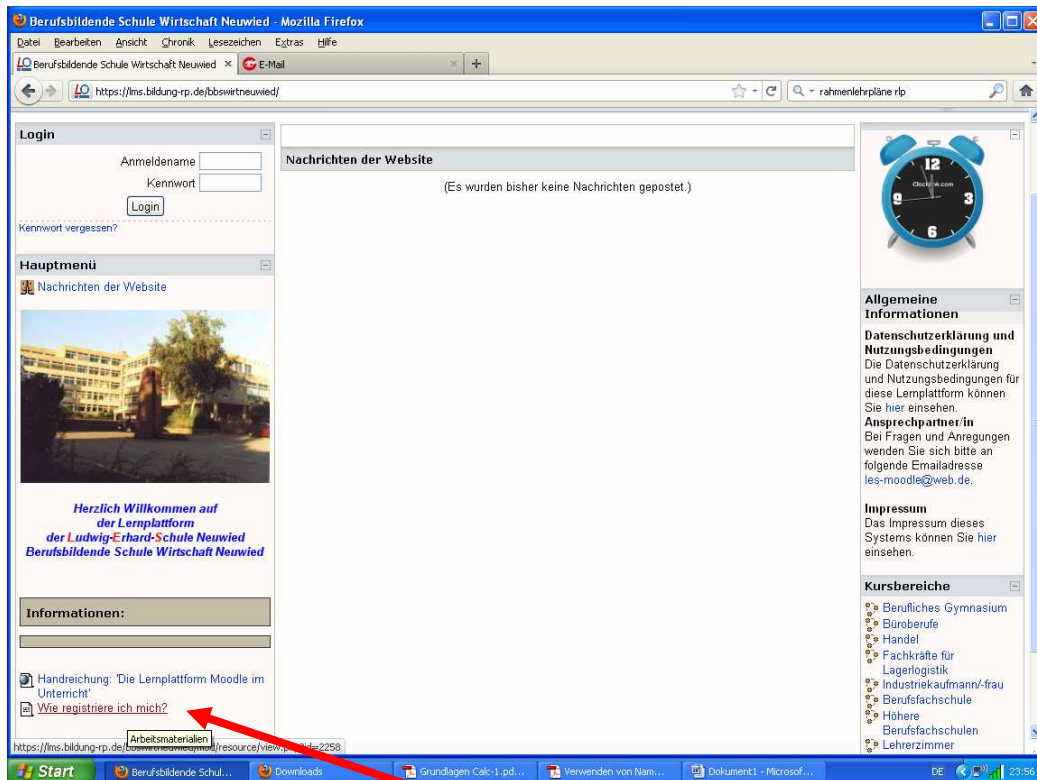 Berufsbildende Schule Wirtschaft Neuwied - Mozilla Firefox
Datei Bearbeiten Ansicht Chronik Lesezeichen Extras Hilfe
Berufsbildende Schule Wirtschaft Neuwied × E-Mail × +
https://lms.bildung-rp.de/bbswirtneuwied/
rahmenlehrpläne rlp
Login
Anmeldename
Kennwort
Login
Kennwort vergessen?
Hauptmenü
Nachrichten der Website
Herzlich Willkommen auf
der Lernplattform
der Ludwig-Erhard-Schule Neuwied
Berufsbildende Schule Wirtschaft Neuwied
Informationen:
Handreichung: 'Die Lernplattform Moodle im
Unterricht'
Wie registriere ich mich?
Arbeitsmaterialien
Nachrichten der Website
(Es wurden bisher keine Nachrichten gepostet.)
12
9
3
6
Allgemeine
Informationen
Datenschutzerklärung und
Nutzungsbedingungen
Die Datenschutzerklärung
und Nutzungsbedingungen für
diese Lernplattform können
Sie hier einsehen.
Ansprechpartner/in
Bei Fragen und Anregungen
wenden Sie sich bitte an
folgende Emailadresse
les-moodle@web.de.
Impressum
Das Impressum dieses
Systems können Sie hier
einsehen.
Kursbereiche
Berufliches Gymnasium
Büroberufe
Handel
Fachkräfte für
Lagerlogistik
Industriekaufmann/-frau
Berufsfachschule
Höhere
Berufsfachschulen
Lehrerzimmer
Start Berufsbildende Schul... Downloads Grundlagen Calc-1.pd... Verwenden von Nam... Dokument1 - Microsof... DE 23:56